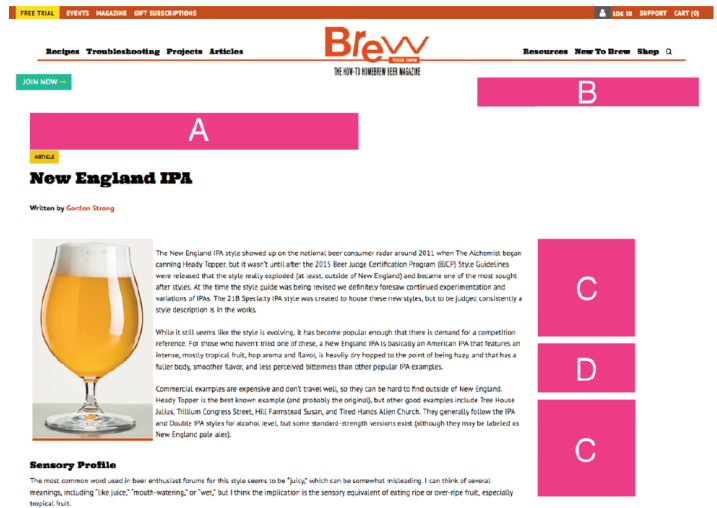 FREE TRIAL EVENTS MAGAZINE GIFT SUBSCRIPTIONS LOG IN SUPPORT CART (0)
Recipes Troubleshooting Projects Articles
Brew
YOUR OWN
THE HOW-TO HOMEBREW BEER MAGAZINE
Resources New To Brew Shop
JOIN NOW
B
A
ARTICLE
New England IPA
Written by Gordon Strong
The New England IPA style showed up on the national beer consumer radar around 2011 when The Alchemist began
canning Heady Topper, but it wasn't until after the 2015 Beer Judge Certification Program (BJCP) Style Guidelines
were released that the style really exploded (at least, outside of New England) and became one of the most sought
after styles. At the time the style guide was being revised we definitely foresaw continued experimentation and
variations of IPAs. The 21B Specialty IPA style was created to house these new styles, but to be judged consistently a
style description is in the works.
While it still seems like the style is evolving, it has become popular enough that there is demand for a competition
reference. For those who haven't tried one of these, a New England IPA is basically an American IPA that features an
intense, mostly tropical fruit, hop aroma and flavor, is heavily dry hopped to the point of being hazy, and that has a
fuller body, smoother flavor, and less perceived bitterness than other popular IPA examples.
Commercial examples are expensive and don't travel well, so they can be hard to find outside of New England.
Heady Topper is the best known example (and probably the original), but other good examples include Tree House
Julius, Trillium Congress Street, Hill Farmstead Susan, and Tired Hands Alien Church. They generally follow the IPA
and Double IPA styles for alcohol level, but some standard-strength versions exist (although they may be labeled as
New England pale ales).
C
D
C
Sensory Profile
The most common word used in beer enthusiast forums for this style seems to be "juicy," which can be somewhat misleading. I can think of several
meanings, including "like juice," "mouth-watering," or "wet," but I think the implication is the sensory equivalent of eating ripe or over-ripe fruit, especially
tropical fruit.